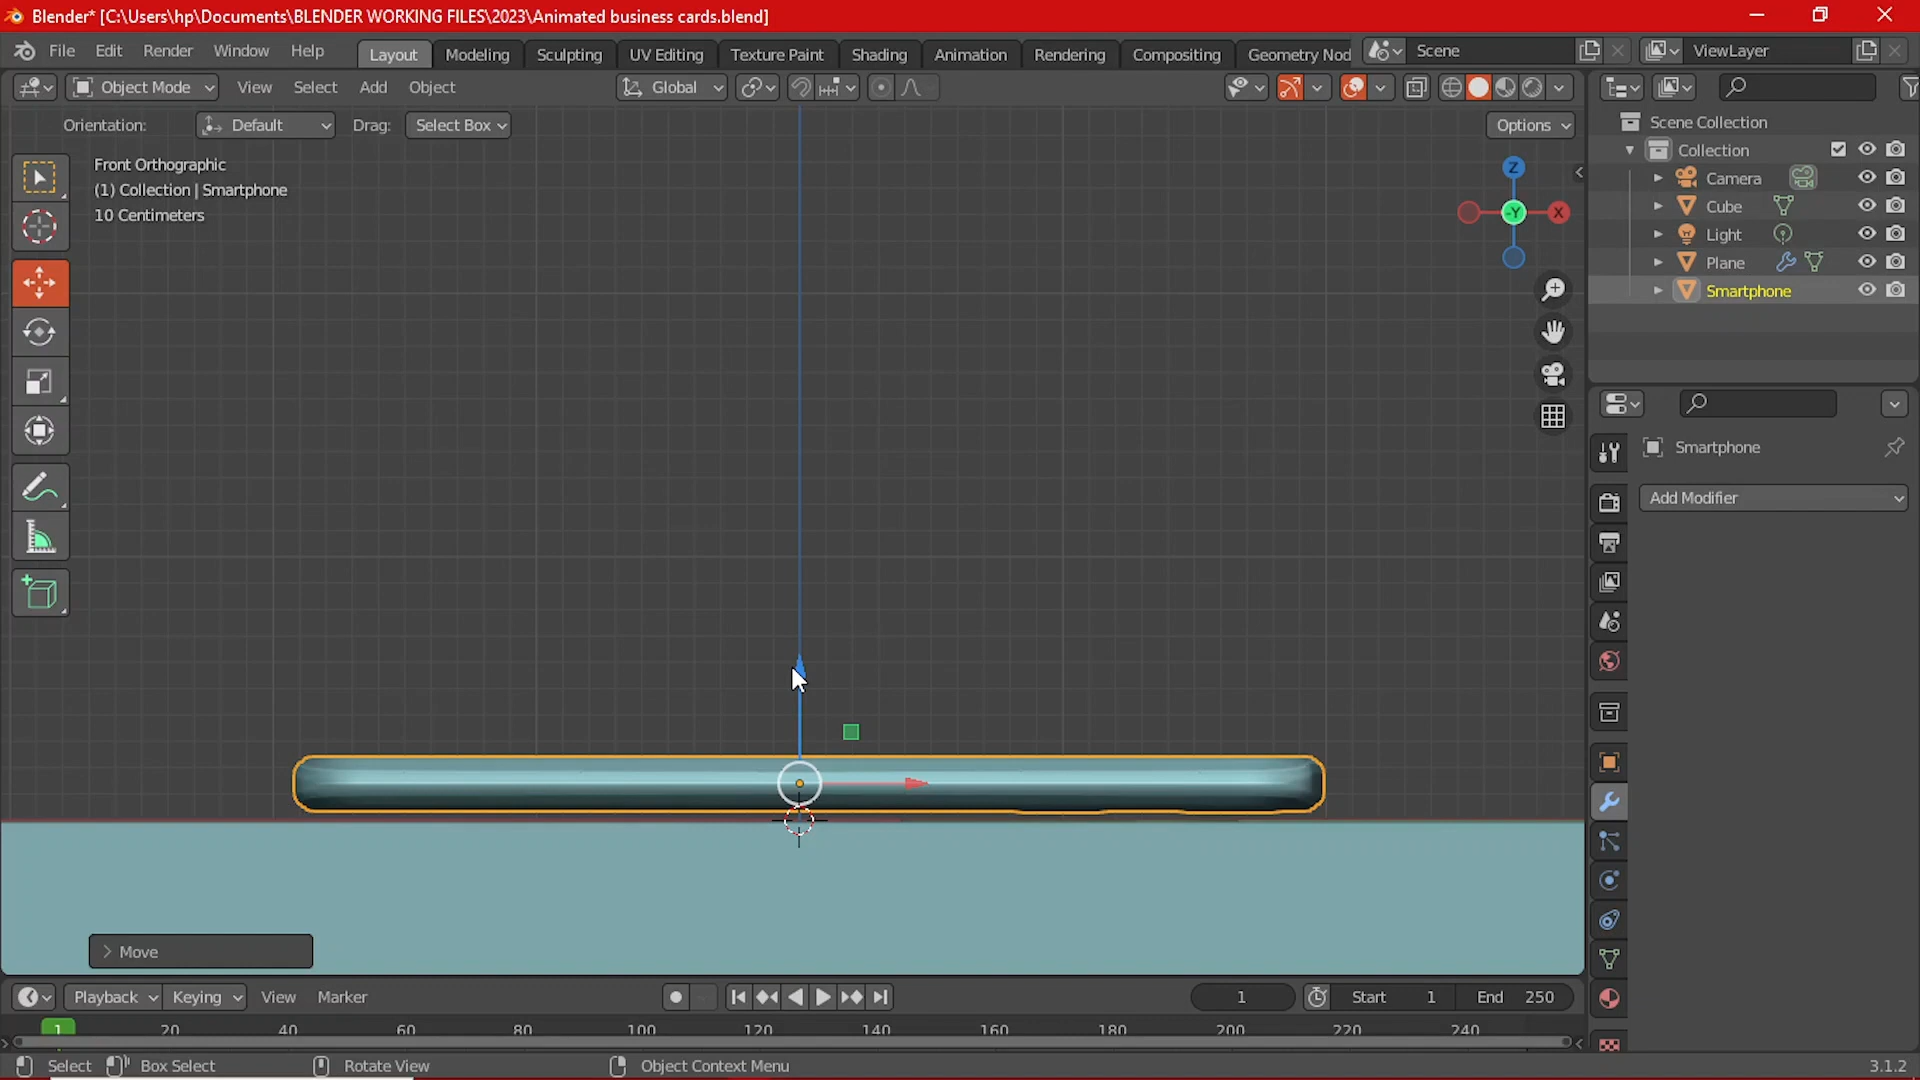 Blender* [C:\Users\hp\Documents\BLENDER WORKING FILES\2023\Animated business cards.blend]
File Edit Render Window Help Layout Modeling Sculpting UV Editing Texture Paint Shading Animation Rendering Compositing Geometry Nod Scene ViewLayer
Object Mode View Select Add Object Global
Orientation: Default Drag: Select Box Options
Front Orthographic
(1) Collection | Smartphone
10 Centimeters
Z
-Y
X
Scene Collection
Collection
Camera
Cube
Light
Plane
Smartphone
Smartphone
Add Modifier
Move
Playback Keying View Marker 1 Start 1 End 250
1 20 40 60 80 100 120 140 160 180 200 220 240
Select Box Select Rotate View Object Context Menu 3.1.2